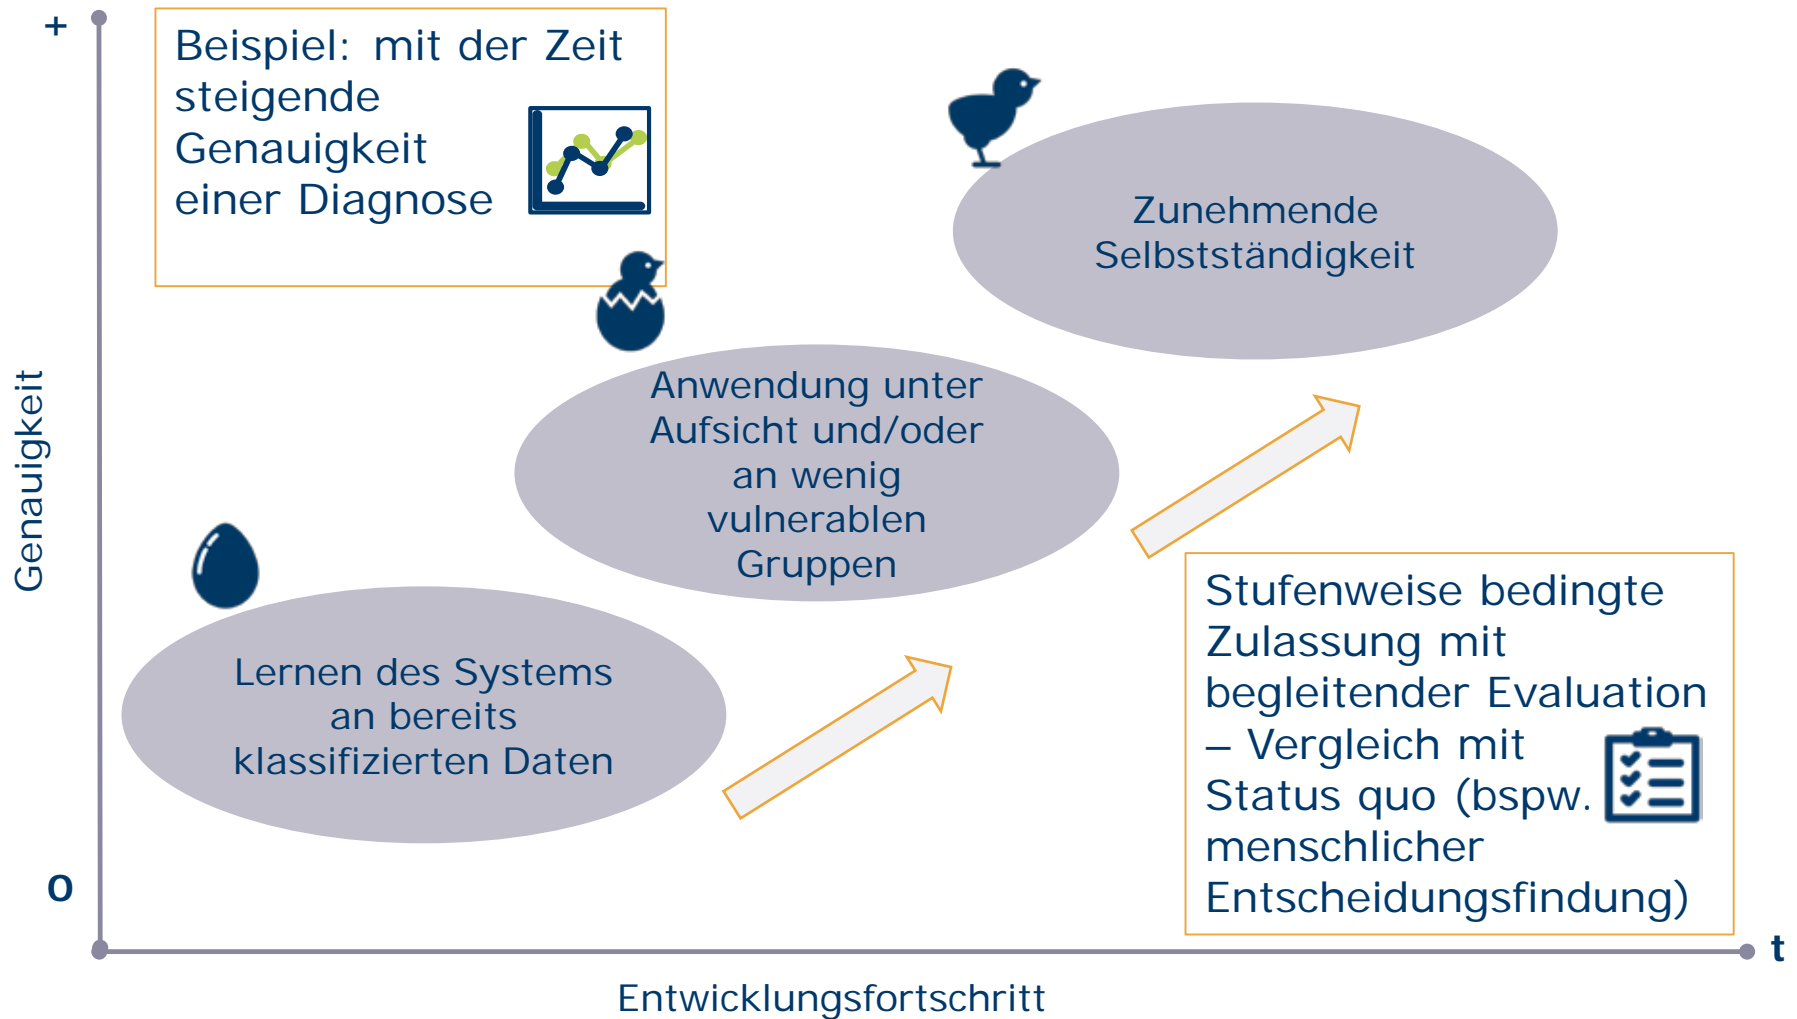 +
Beispiel: mit der Zeit
steigende
Genauigkeit
einer Diagnose
Zunehmende
Selbstständigkeit
Anwendung unter
Aufsicht und/oder
an wenig
vulnerablen
Gruppen
Genauigkeit
Lernen des Systems
an bereits
klassifizierten Daten
Stufenweise bedingte
Zulassung mit
begleitender Evaluation
– Vergleich mit
Status quo (bspw.
menschlicher
Entscheidungsfindung)
0
t
Entwicklungsfortschritt